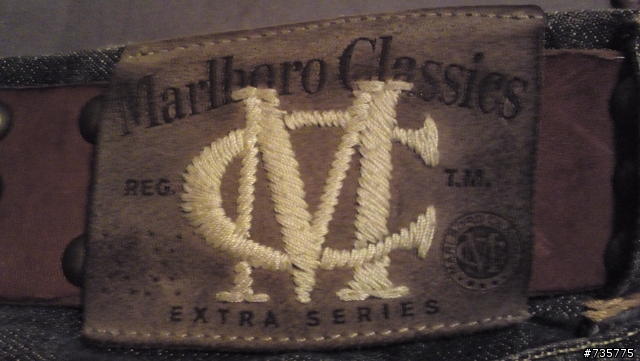 Marlboro Classics
MC
REG. T.M.
EXTRA SERIES
#735775